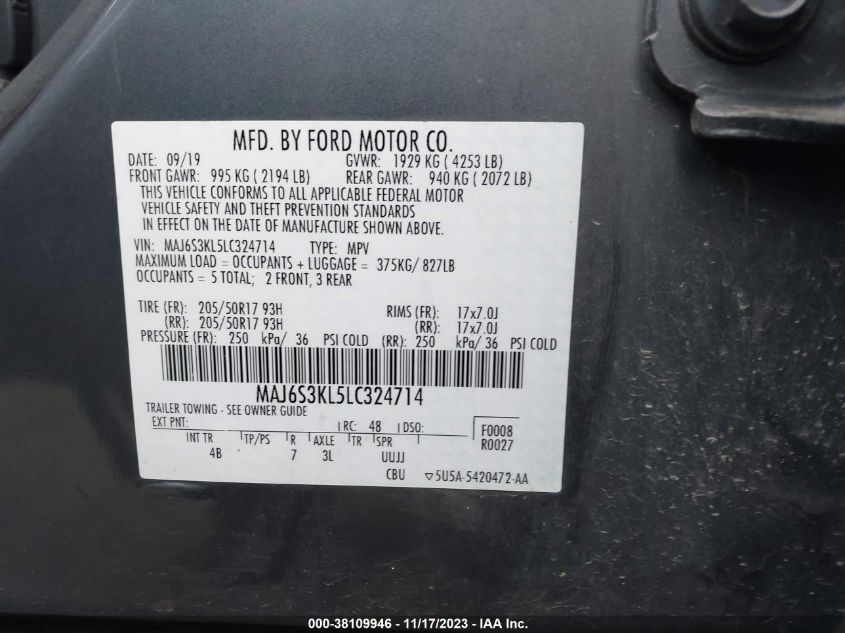 MFD. BY FORD MOTOR CO.
DATE: 09/19 GVWR: 1929 KG ( 4253 LB)
FRONT GAWR: 995 KG ( 2194 LB) REAR GAWR: 940 KG ( 2072 LB)
THIS VEHICLE CONFORMS TO ALL APPLICABLE FEDERAL MOTOR
VEHICLE SAFETY AND THEFT PREVENTION STANDARDS
IN EFFECT ON THE DATE OF MANUFACTURE SHOWN ABOVE.
VIN: MAJ6S3KL5LC324714 TYPE: MPV
MAXIMUM LOAD = OCCUPANTS + LUGGAGE = 375KG/ 827LB
OCCUPANTS = 5 TOTAL; 2 FRONT, 3 REAR
TIRE (FR): 205/50R17 93H RIMS (FR): 17x7.0J
(RR): 205/50R17 93H (RR): 17x7.0J
PRESSURE (FR): 250 kPa/ 36 PSI COLD (RR): 250 kPa/ 36 PSI COLD
MAJ6S3KL5LC324714
TRAILER TOWING - SEE OWNER GUIDE
EXT PNT: RC: 48 DSO: F0008
R0027
INT TR TP/PS R AXLE TR SPR
4B 7 3L UUJJ
CBU ▽5U5A-5420472-AA
000-38109946 - 11/17/2023 - IAA Inc.